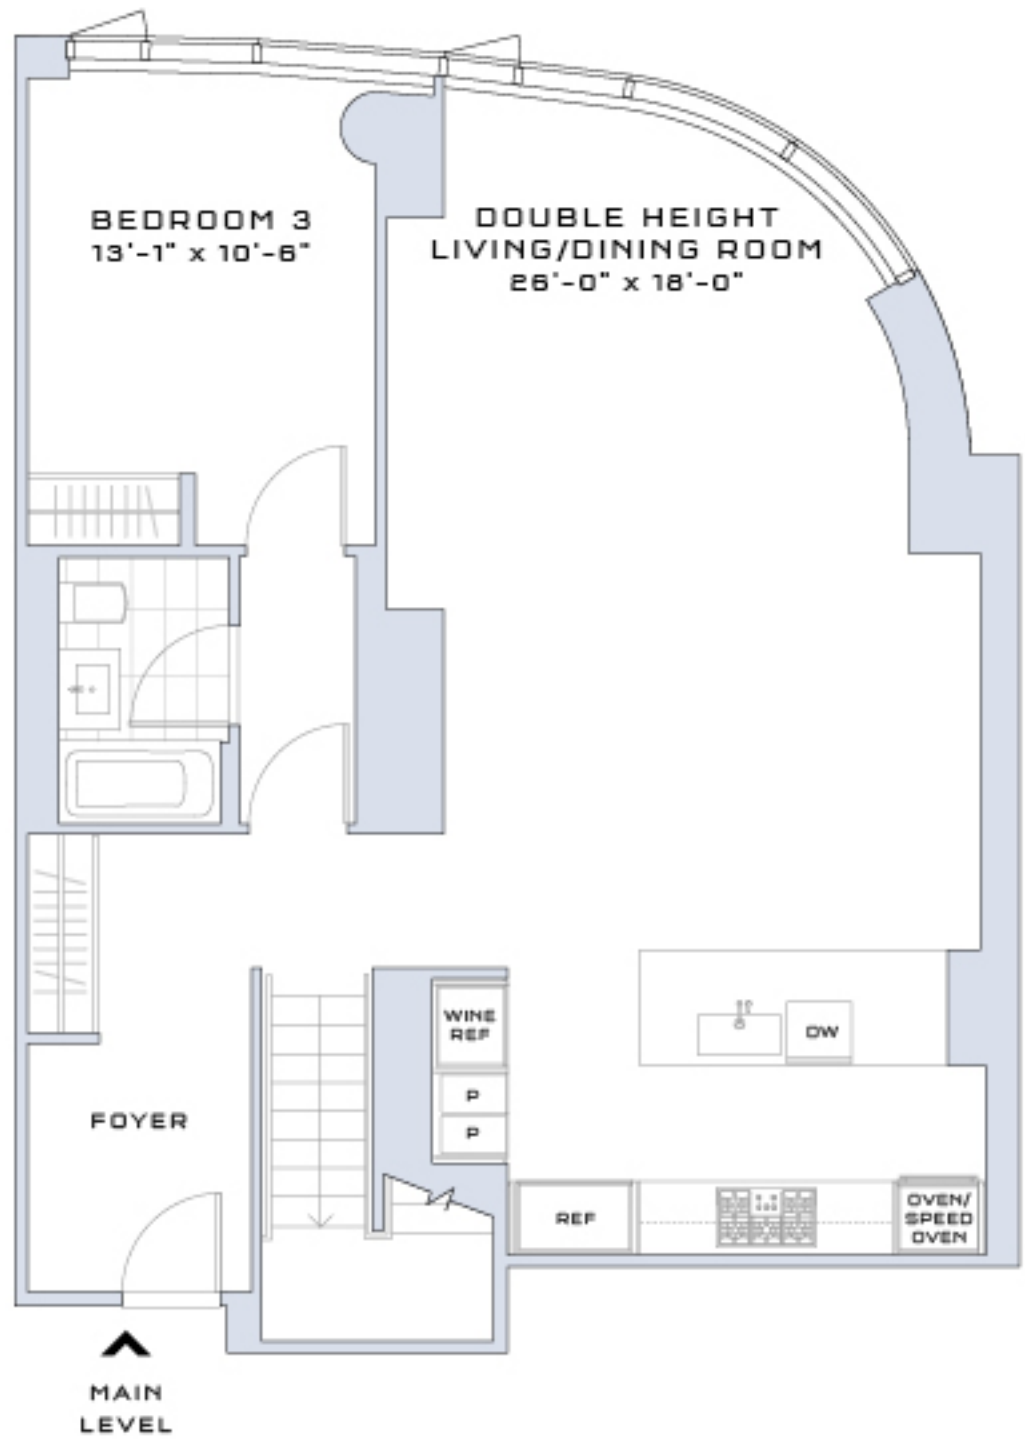 BEDROOM 3
13'-1" x 10'-6"
DOUBLE HEIGHT
LIVING/DINING ROOM
26'-0" x 18'-0"
WINE
REF
P
P
DW
FOYER
REF
OVEN/
SPEED
OVEN
MAIN
LEVEL